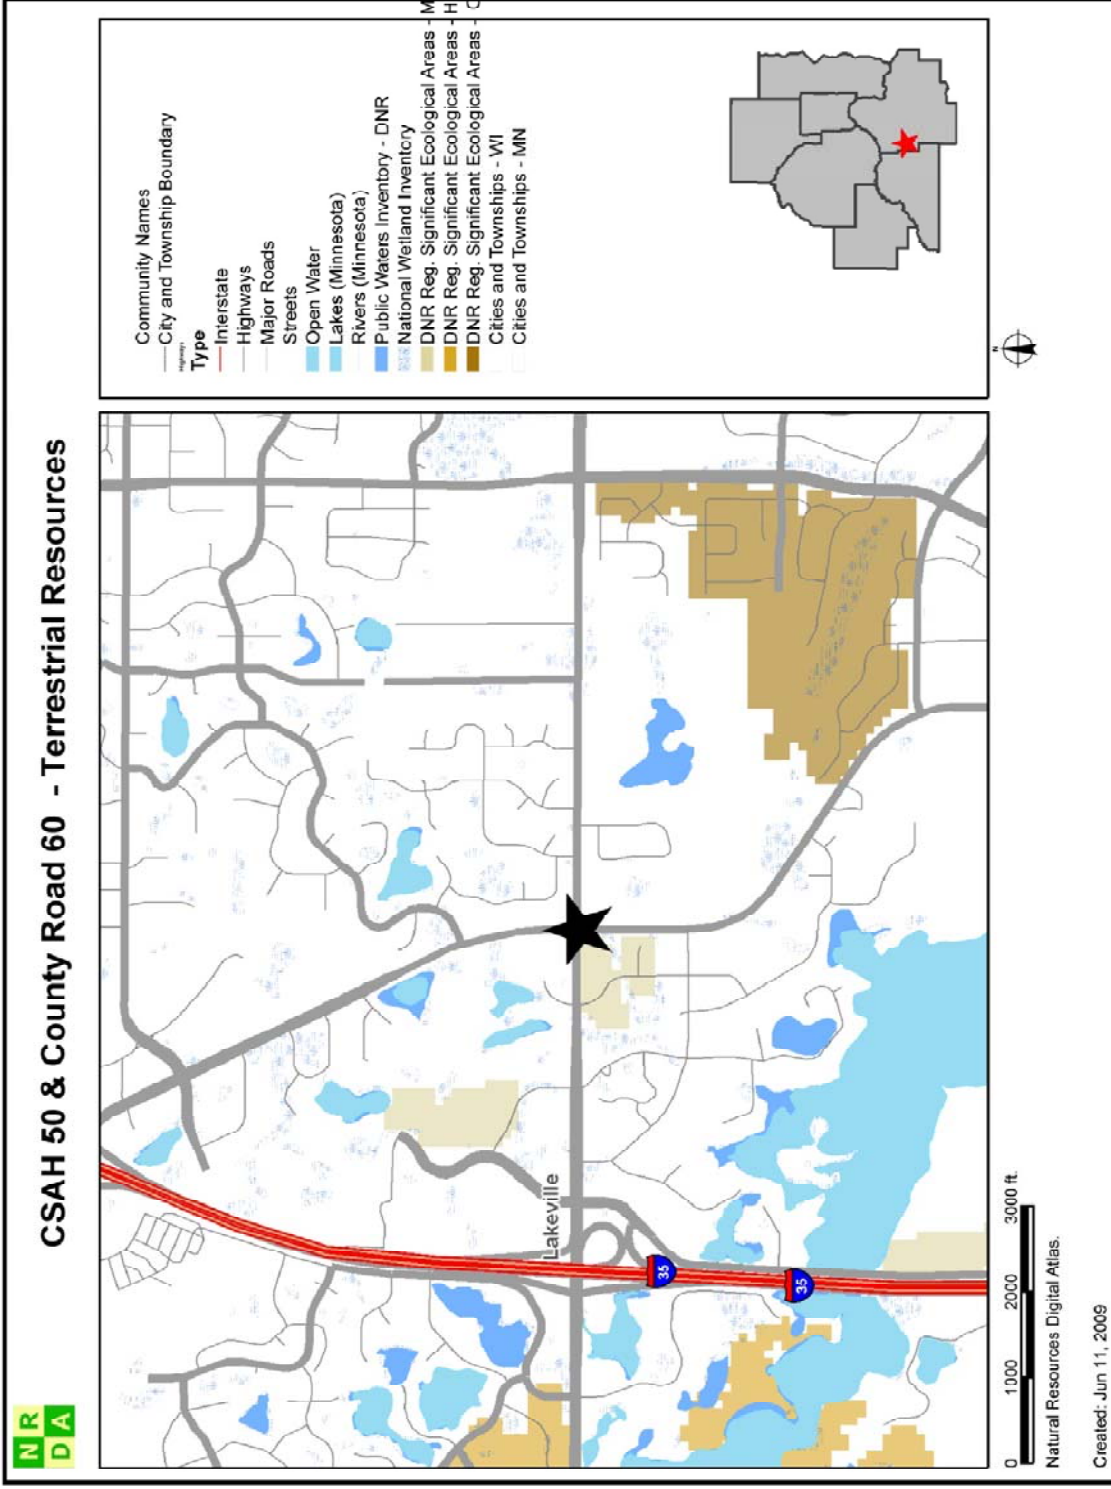 N R
D A
CSAH 50 & County Road 60 - Terrestrial Resources
Lakeville
35
35
Community Names
City and Township Boundary
Highways
Type
Interstate
Highways
Major Roads
Streets
Open Water
Lakes (Minnesota)
Rivers (Minnesota)
Public Waters Inventory - DNR
National Wetland Inventory
DNR Reg. Significant Ecological Areas - M
DNR Reg. Significant Ecological Areas - H
DNR Reg. Significant Ecological Areas - O
Cities and Townships - WI
Cities and Townships - MN
N
0 1000 2000 3000 ft.
Natural Resources Digital Atlas.
Created: Jun 11, 2009